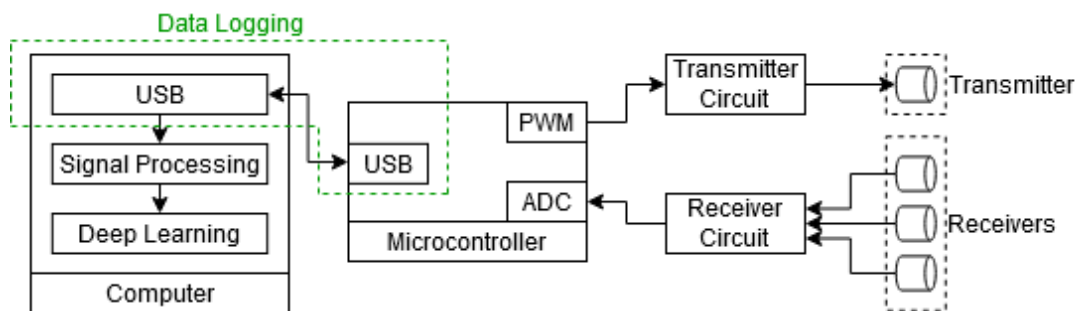 Data Logging
USB
Signal Processing
Deep Learning
Computer
PWM
USB
ADC
Microcontroller
Transmitter
Circuit
Transmitter
Receiver
Circuit
Receivers